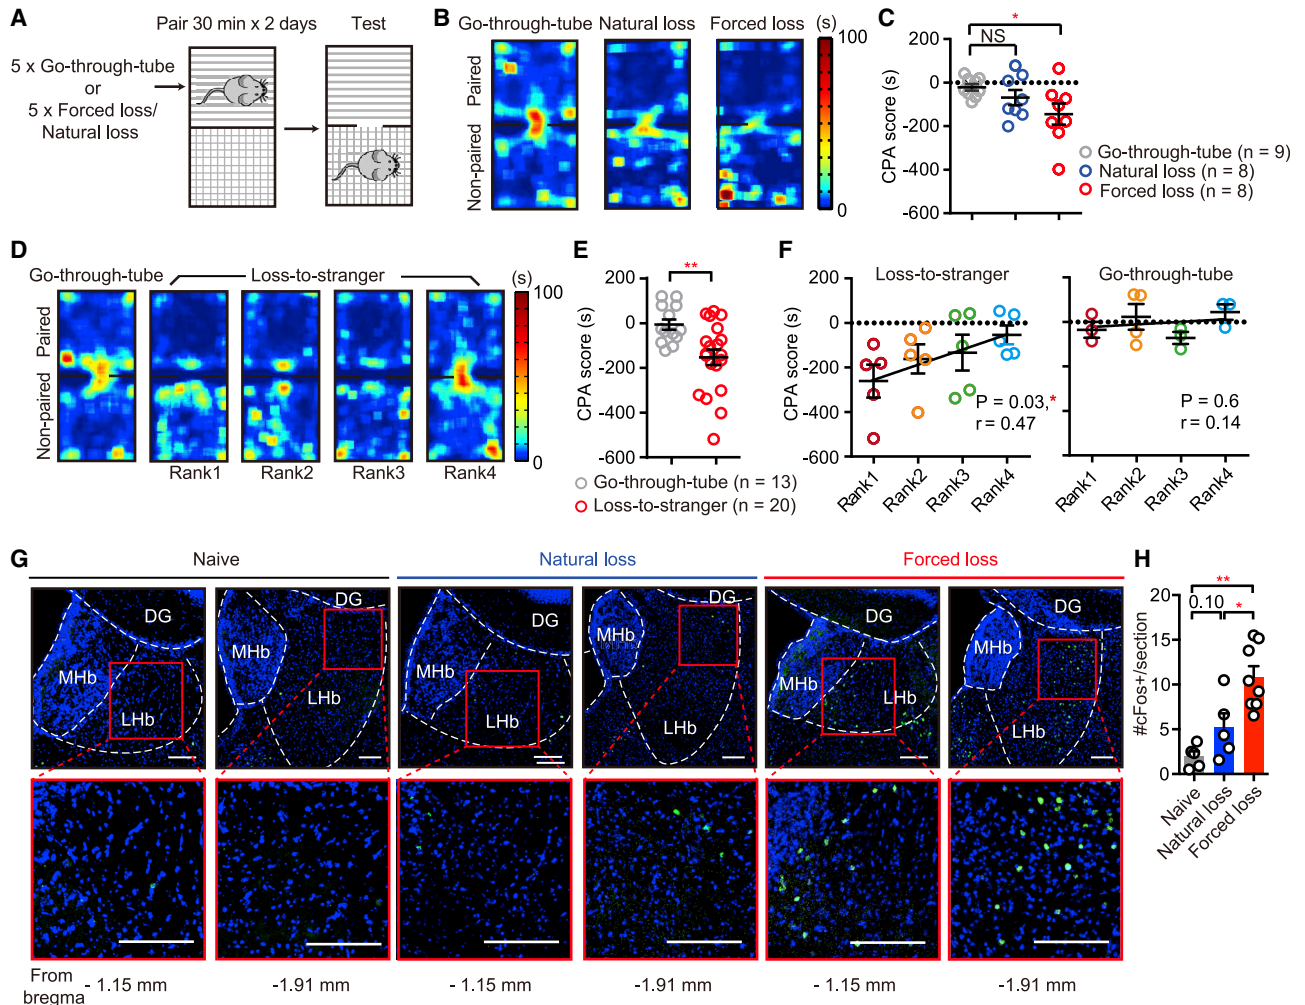 A
Pair 30 min x 2 days
Test
5 x Go-through-tube
or
5 x Forced loss/
Natural loss
B
Go-through-tube
Natural loss
Forced loss
(s)
100
0
Paired
Non-paired
C
*
NS
200
0
-200
-400
-600
CPA score (s)
Go-through-tube (n = 9)
Natural loss (n = 8)
Forced loss (n = 8)
D
Go-through-tube
Loss-to-stranger
(s)
100
0
Paired
Non-paired
Rank1
Rank2
Rank3
Rank4
E
**
200
0
-200
-400
-600
CPA score (s)
Go-through-tube (n = 13)
Loss-to-stranger (n = 20)
F
Loss-to-stranger
Go-through-tube
200
0
-200
-400
-600
CPA score (s)
P = 0.03,*
r = 0.47
P = 0.6
r = 0.14
Rank1
Rank2
Rank3
Rank4
Rank1
Rank2
Rank3
Rank4
G
Naive
Natural loss
Forced loss
DG
MHb
LHb
DG
MHb
LHb
DG
MHb
LHb
DG
MHb
LHb
DG
MHb
LHb
DG
MHb
LHb
From
bregma
- 1.15 mm
-1.91 mm
- 1.15 mm
-1.91 mm
- 1.15 mm
-1.91 mm
H
**
0.10
*
20
15
10
5
0
#cFos+/section
Naive
Natural loss
Forced loss